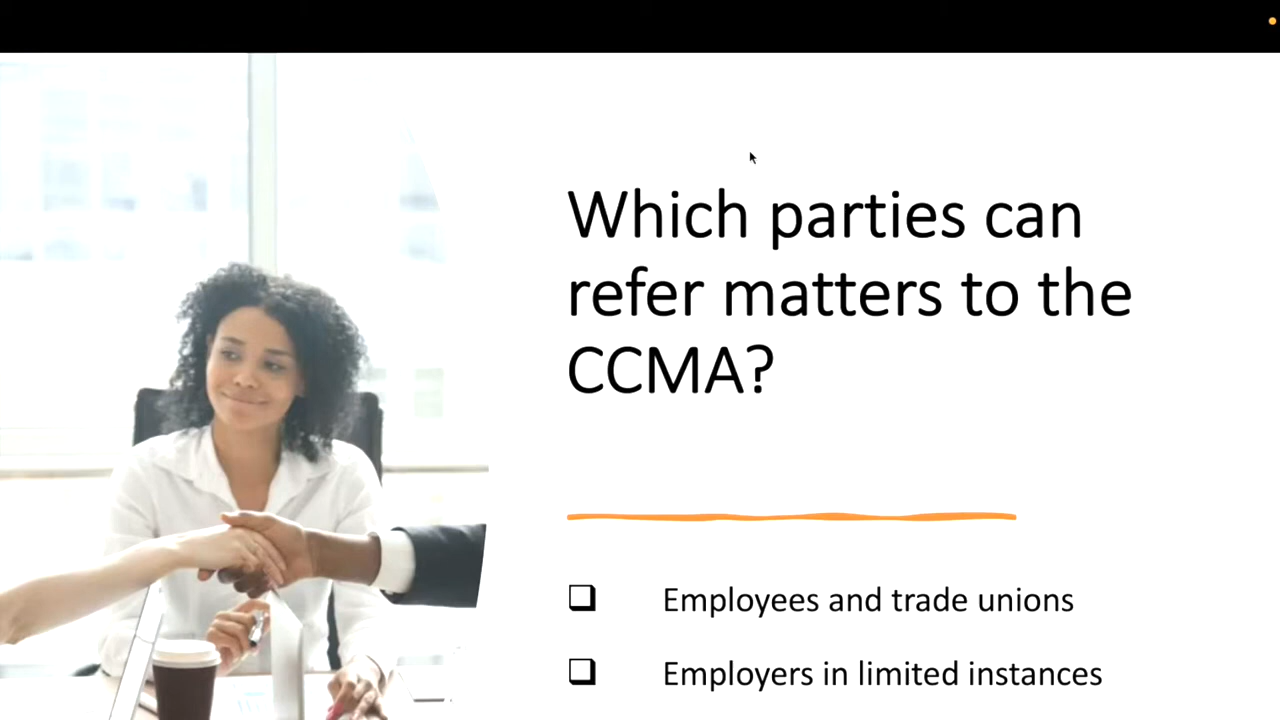 Which parties can
refer matters to the
CCMA?
❑ Employees and trade unions
❑ Employers in limited instances